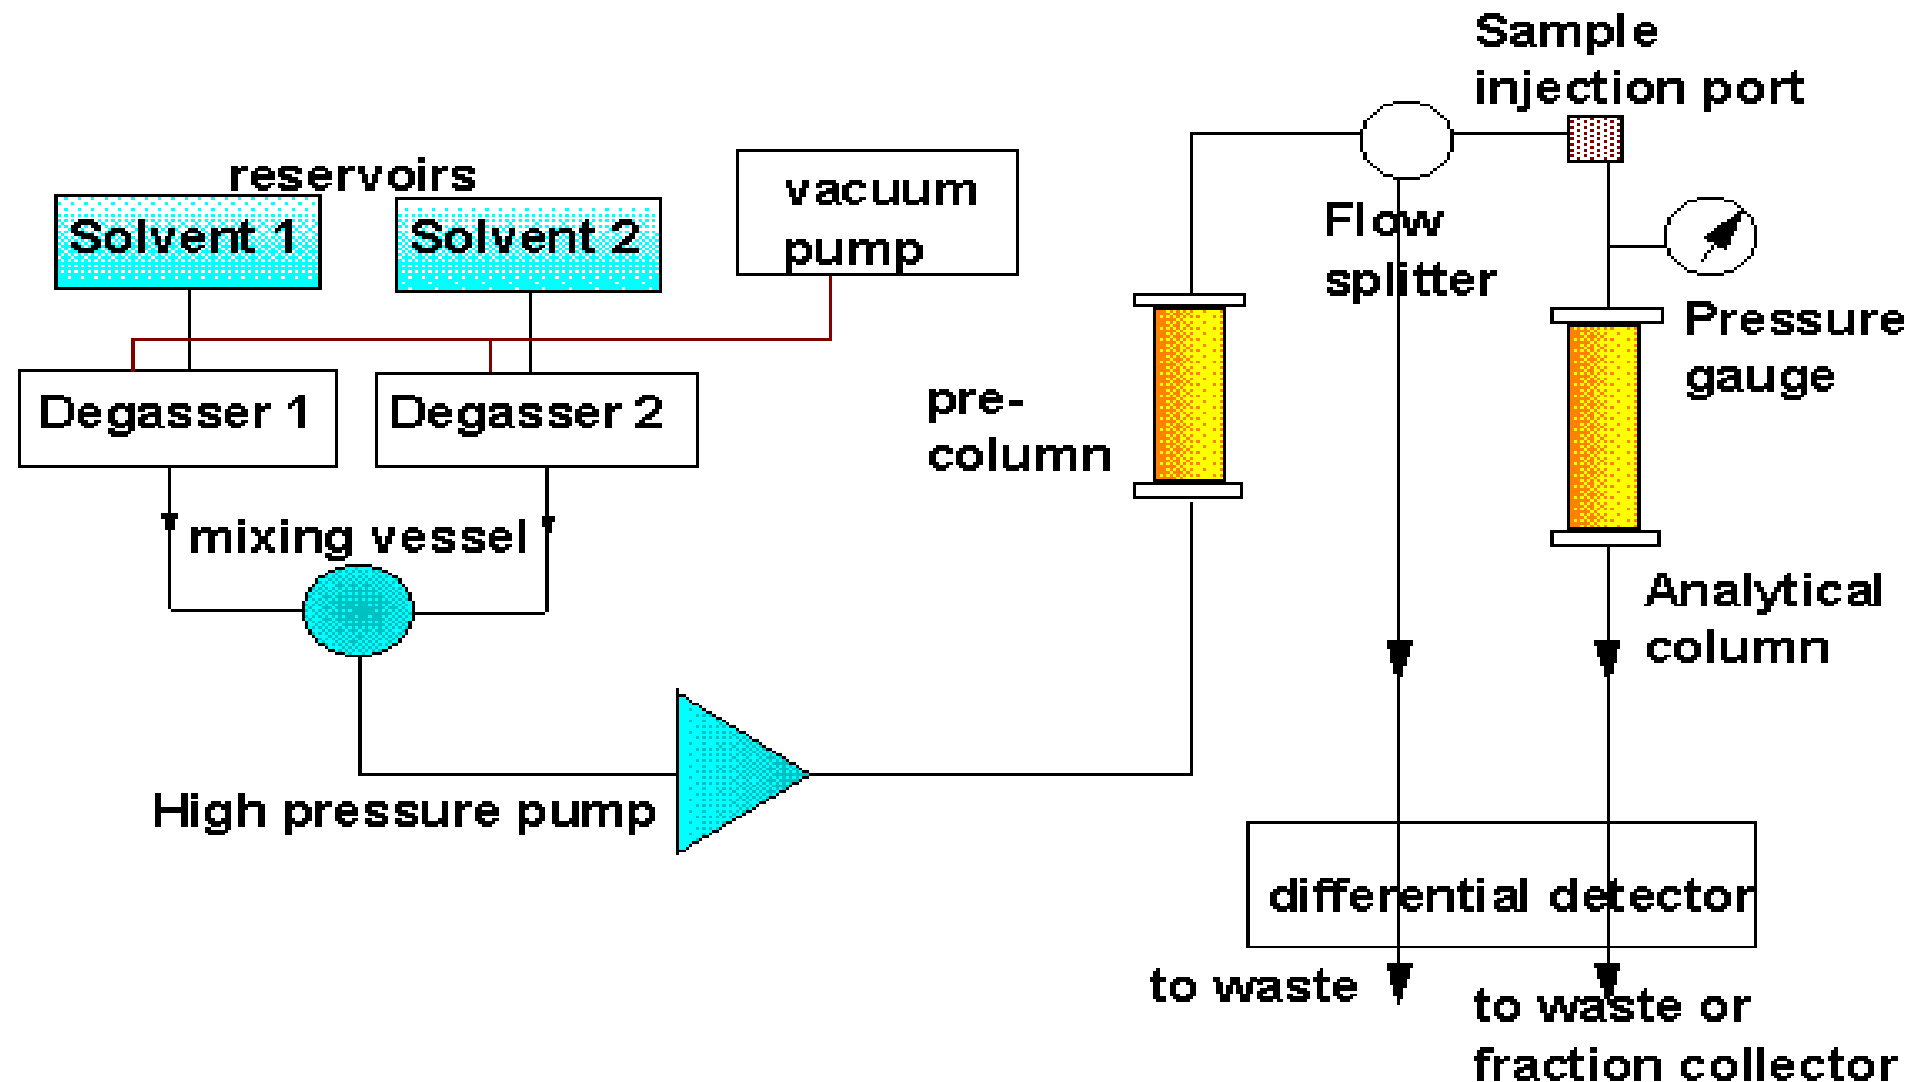 Sample
injection port
reservoirs
Solvent 1
Solvent 2
vacuum
pump
Flow
splitter
Pressure
gauge
Degasser 1
Degasser 2
pre-
column
mixing vessel
Analytical
column
High pressure pump
differential detector
to waste
to waste or
fraction collector